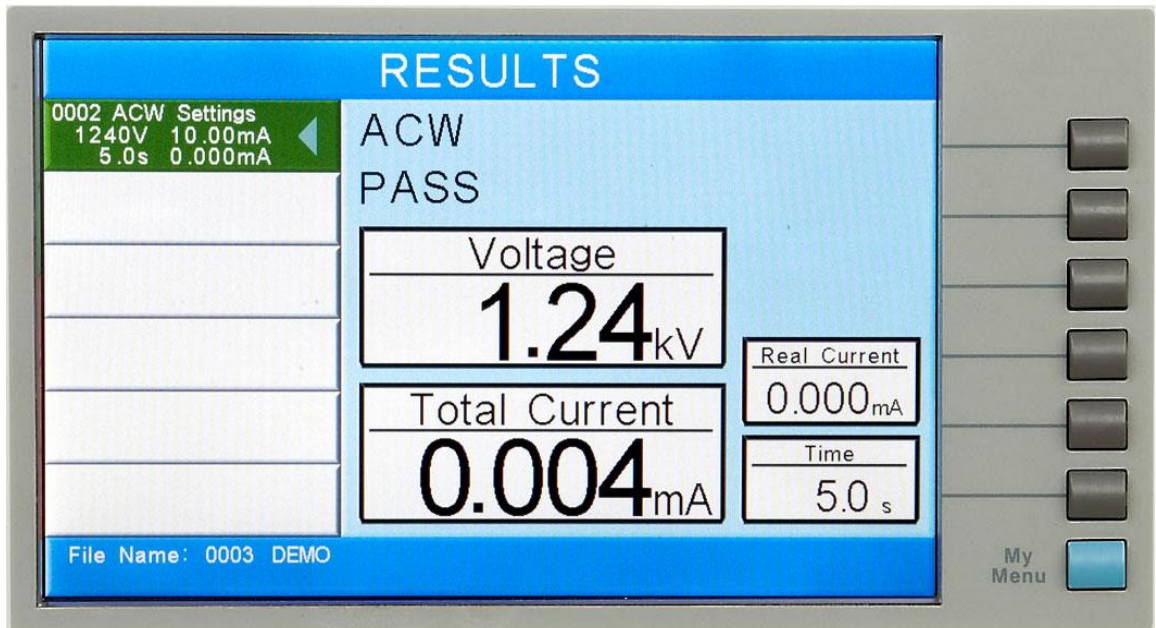 RESULTS
0002 ACW Settings
1240V 10.00mA
5.0s 0.000mA
ACW
PASS
Voltage
1.24kV
Total Current
0.004mA
Real Current
0.000mA
Time
5.0 s
File Name: 0003 DEMO
My
Menu